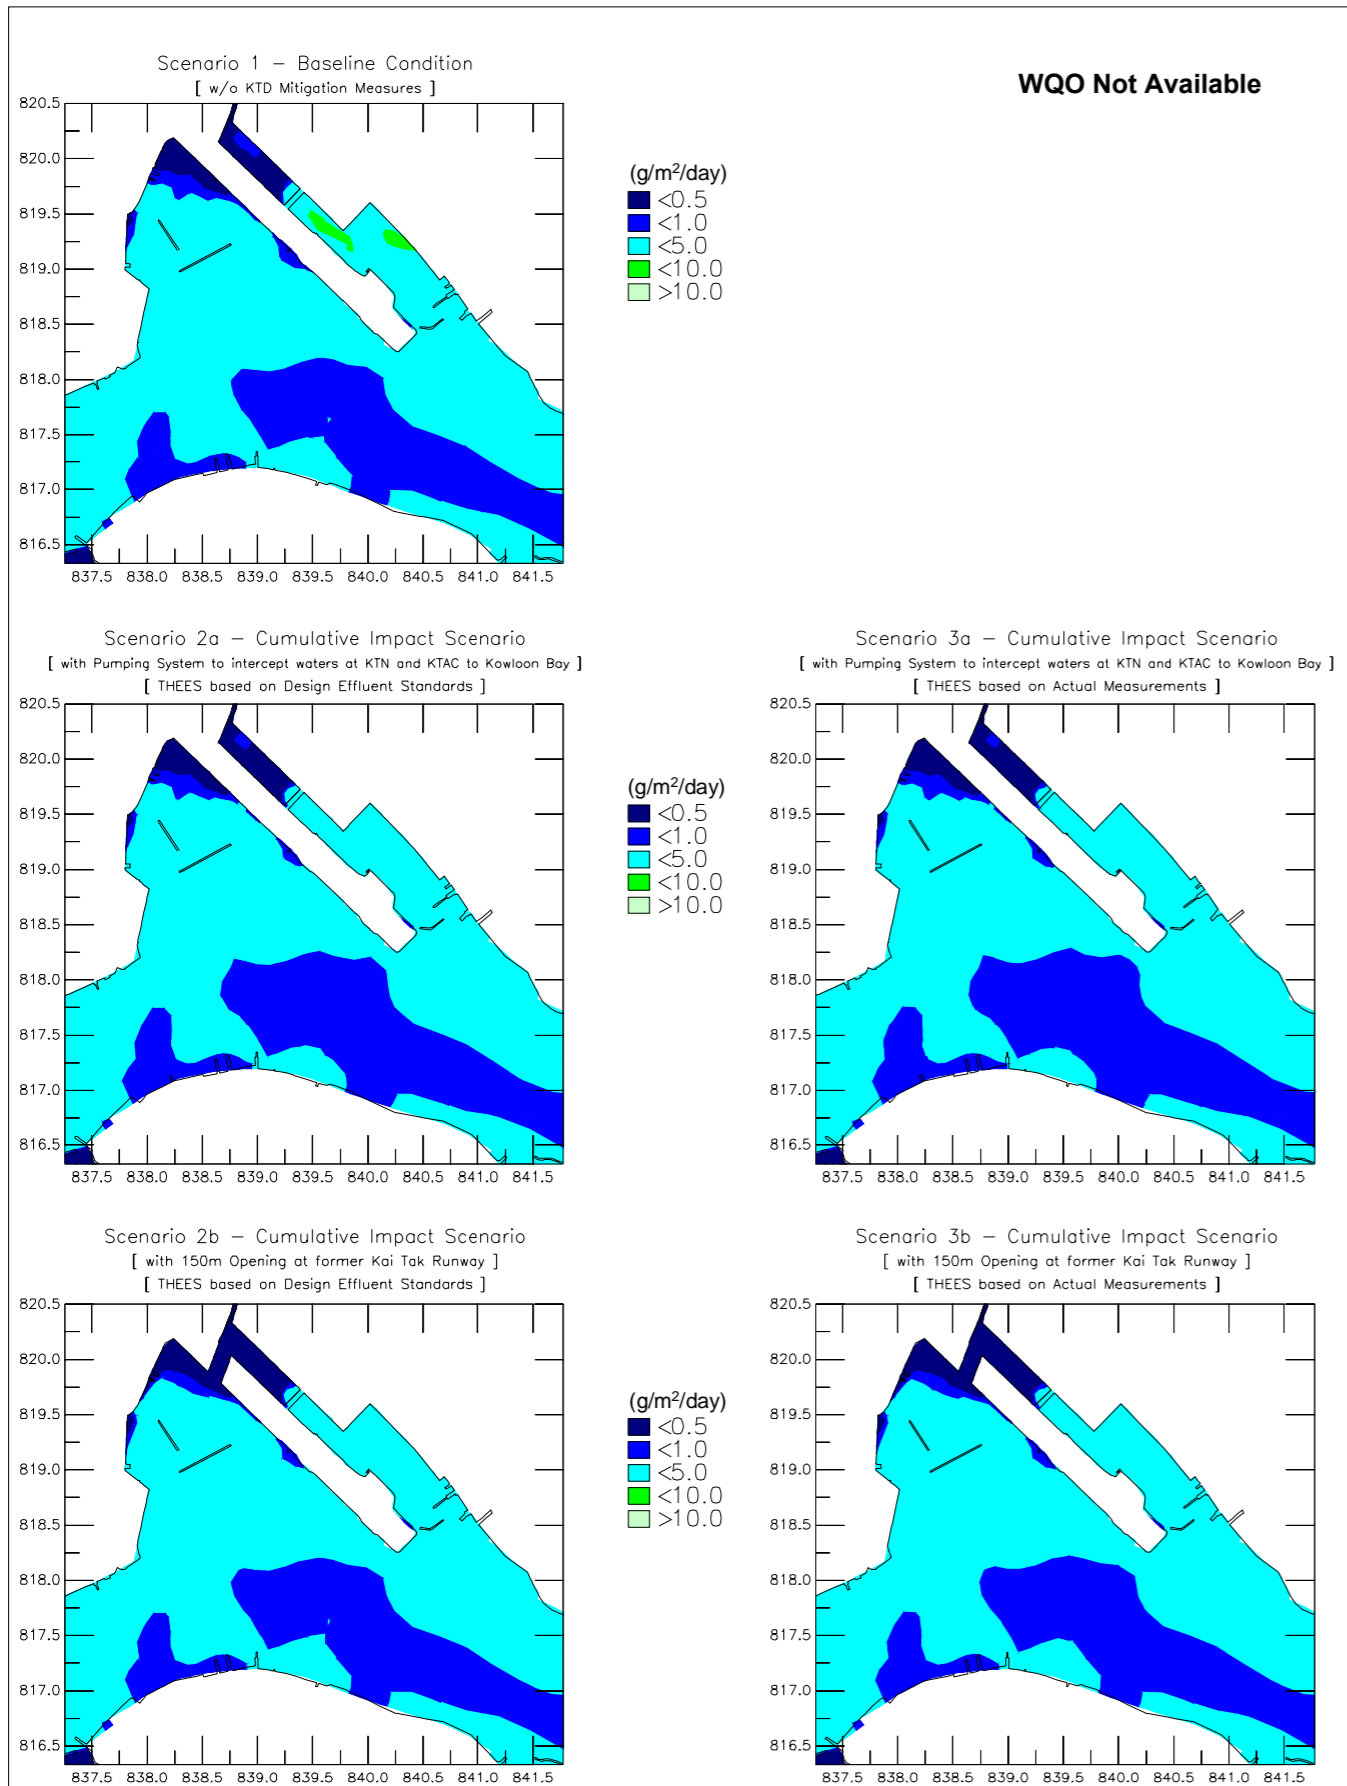 Scenario 1 – Baseline Condition
[ w/o KTD Mitigation Measures ]
WQO Not Available
820.5
820.0
819.5
819.0
818.5
818.0
817.5
817.0
816.5
837.5 838.0 838.5 839.0 839.5 840.0 840.5 841.0 841.5
(g/m²/day)
<0.5
<1.0
<5.0
<10.0
>10.0
Scenario 2a – Cumulative Impact Scenario
[ with Pumping System to intercept waters at KTN and KTAC to Kowloon Bay ]
[ THEES based on Design Effluent Standards ]
820.5
820.0
819.5
819.0
818.5
818.0
817.5
817.0
816.5
837.5 838.0 838.5 839.0 839.5 840.0 840.5 841.0 841.5
(g/m²/day)
<0.5
<1.0
<5.0
<10.0
>10.0
Scenario 3a – Cumulative Impact Scenario
[ with Pumping System to intercept waters at KTN and KTAC to Kowloon Bay ]
[ THEES based on Actual Measurements ]
820.5
820.0
819.5
819.0
818.5
818.0
817.5
817.0
816.5
837.5 838.0 838.5 839.0 839.5 840.0 840.5 841.0 841.5
Scenario 2b – Cumulative Impact Scenario
[ with 150m Opening at former Kai Tak Runway ]
[ THEES based on Design Effluent Standards ]
820.5
820.0
819.5
819.0
818.5
818.0
817.5
817.0
816.5
837.5 838.0 838.5 839.0 839.5 840.0 840.5 841.0 841.5
(g/m²/day)
<0.5
<1.0
<5.0
<10.0
>10.0
Scenario 3b – Cumulative Impact Scenario
[ with 150m Opening at former Kai Tak Runway ]
[ THEES based on Actual Measurements ]
820.5
820.0
819.5
819.0
818.5
818.0
817.5
817.0
816.5
837.5 838.0 838.5 839.0 839.5 840.0 840.5 841.0 841.5